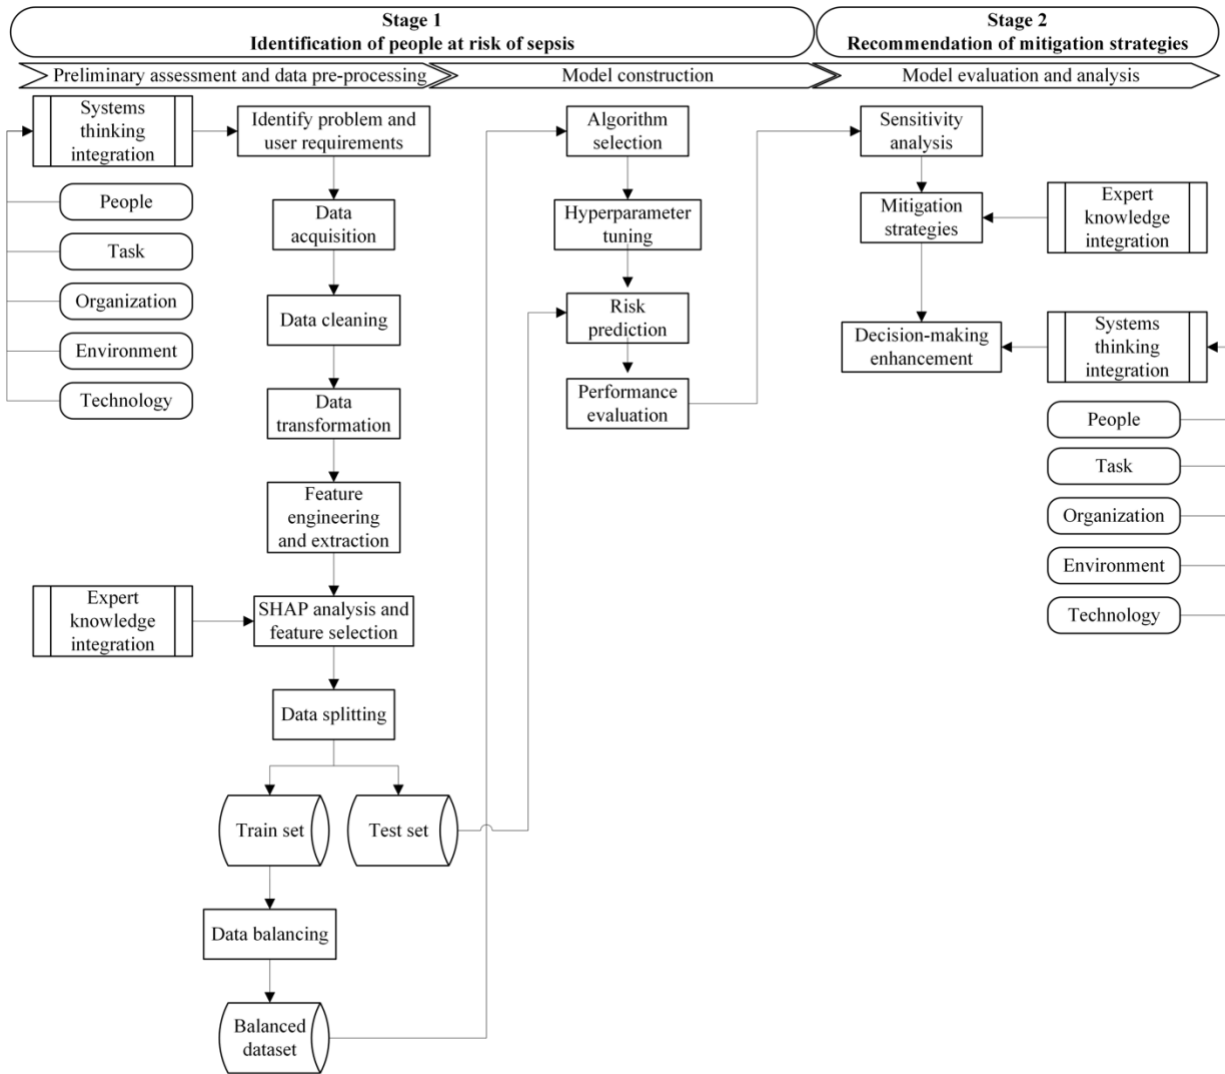 Stage 1
Identification of people at risk of sepsis
Stage 2
Recommendation of mitigation strategies
Preliminary assessment and data pre-processing
Model construction
Model evaluation and analysis
Systems
thinking
integration
People
Task
Organization
Environment
Technology
Identify problem and
user requirements
Data
acquisition
Data cleaning
Data
transformation
Feature
engineering
and extraction
Expert
knowledge
integration
SHAP analysis and
feature selection
Data splitting
Train set
Test set
Data balancing
Balanced
dataset
Algorithm
selection
Hyperparameter
tuning
Risk
prediction
Performance
evaluation
Sensitivity
analysis
Mitigation
strategies
Expert
knowledge
integration
Decision-making
enhancement
Systems
thinking
integration
People
Task
Organization
Environment
Technology